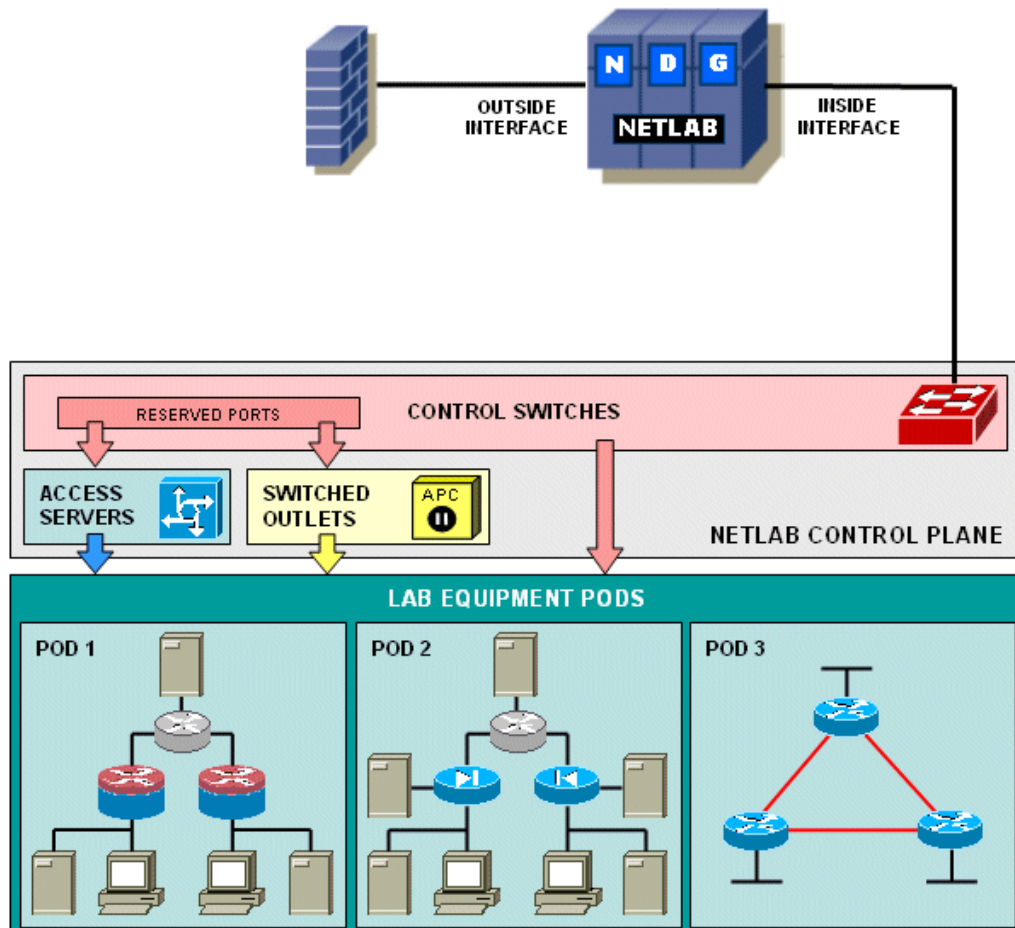 N D G
NETLAB
OUTSIDE
INTERFACE
INSIDE
INTERFACE
RESERVED PORTS
CONTROL SWITCHES
ACCESS
SERVERS
SWITCHED
OUTLETS
APC
NETLAB CONTROL PLANE
LAB EQUIPMENT PODS
POD 1
POD 2
POD 3